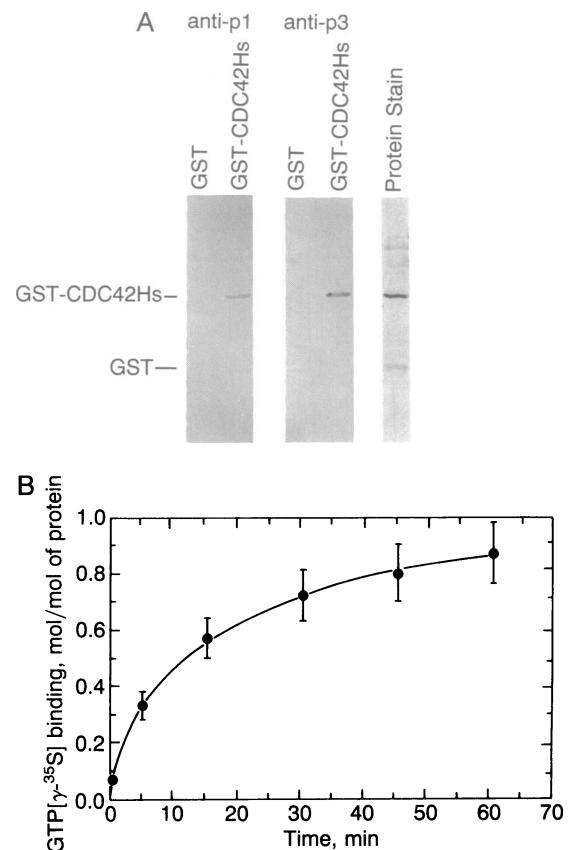 A
anti-p1
anti-p3
GST
GST-CDC42Hs
GST
GST-CDC42Hs
Protein Stain
GST-CDC42Hs
GST
B
GTP[γ-³⁵S] binding, mol/mol of protein
1.0
0.8
0.6
0.4
0.2
0.0
0 10 20 30 40 50 60 70
Time, min